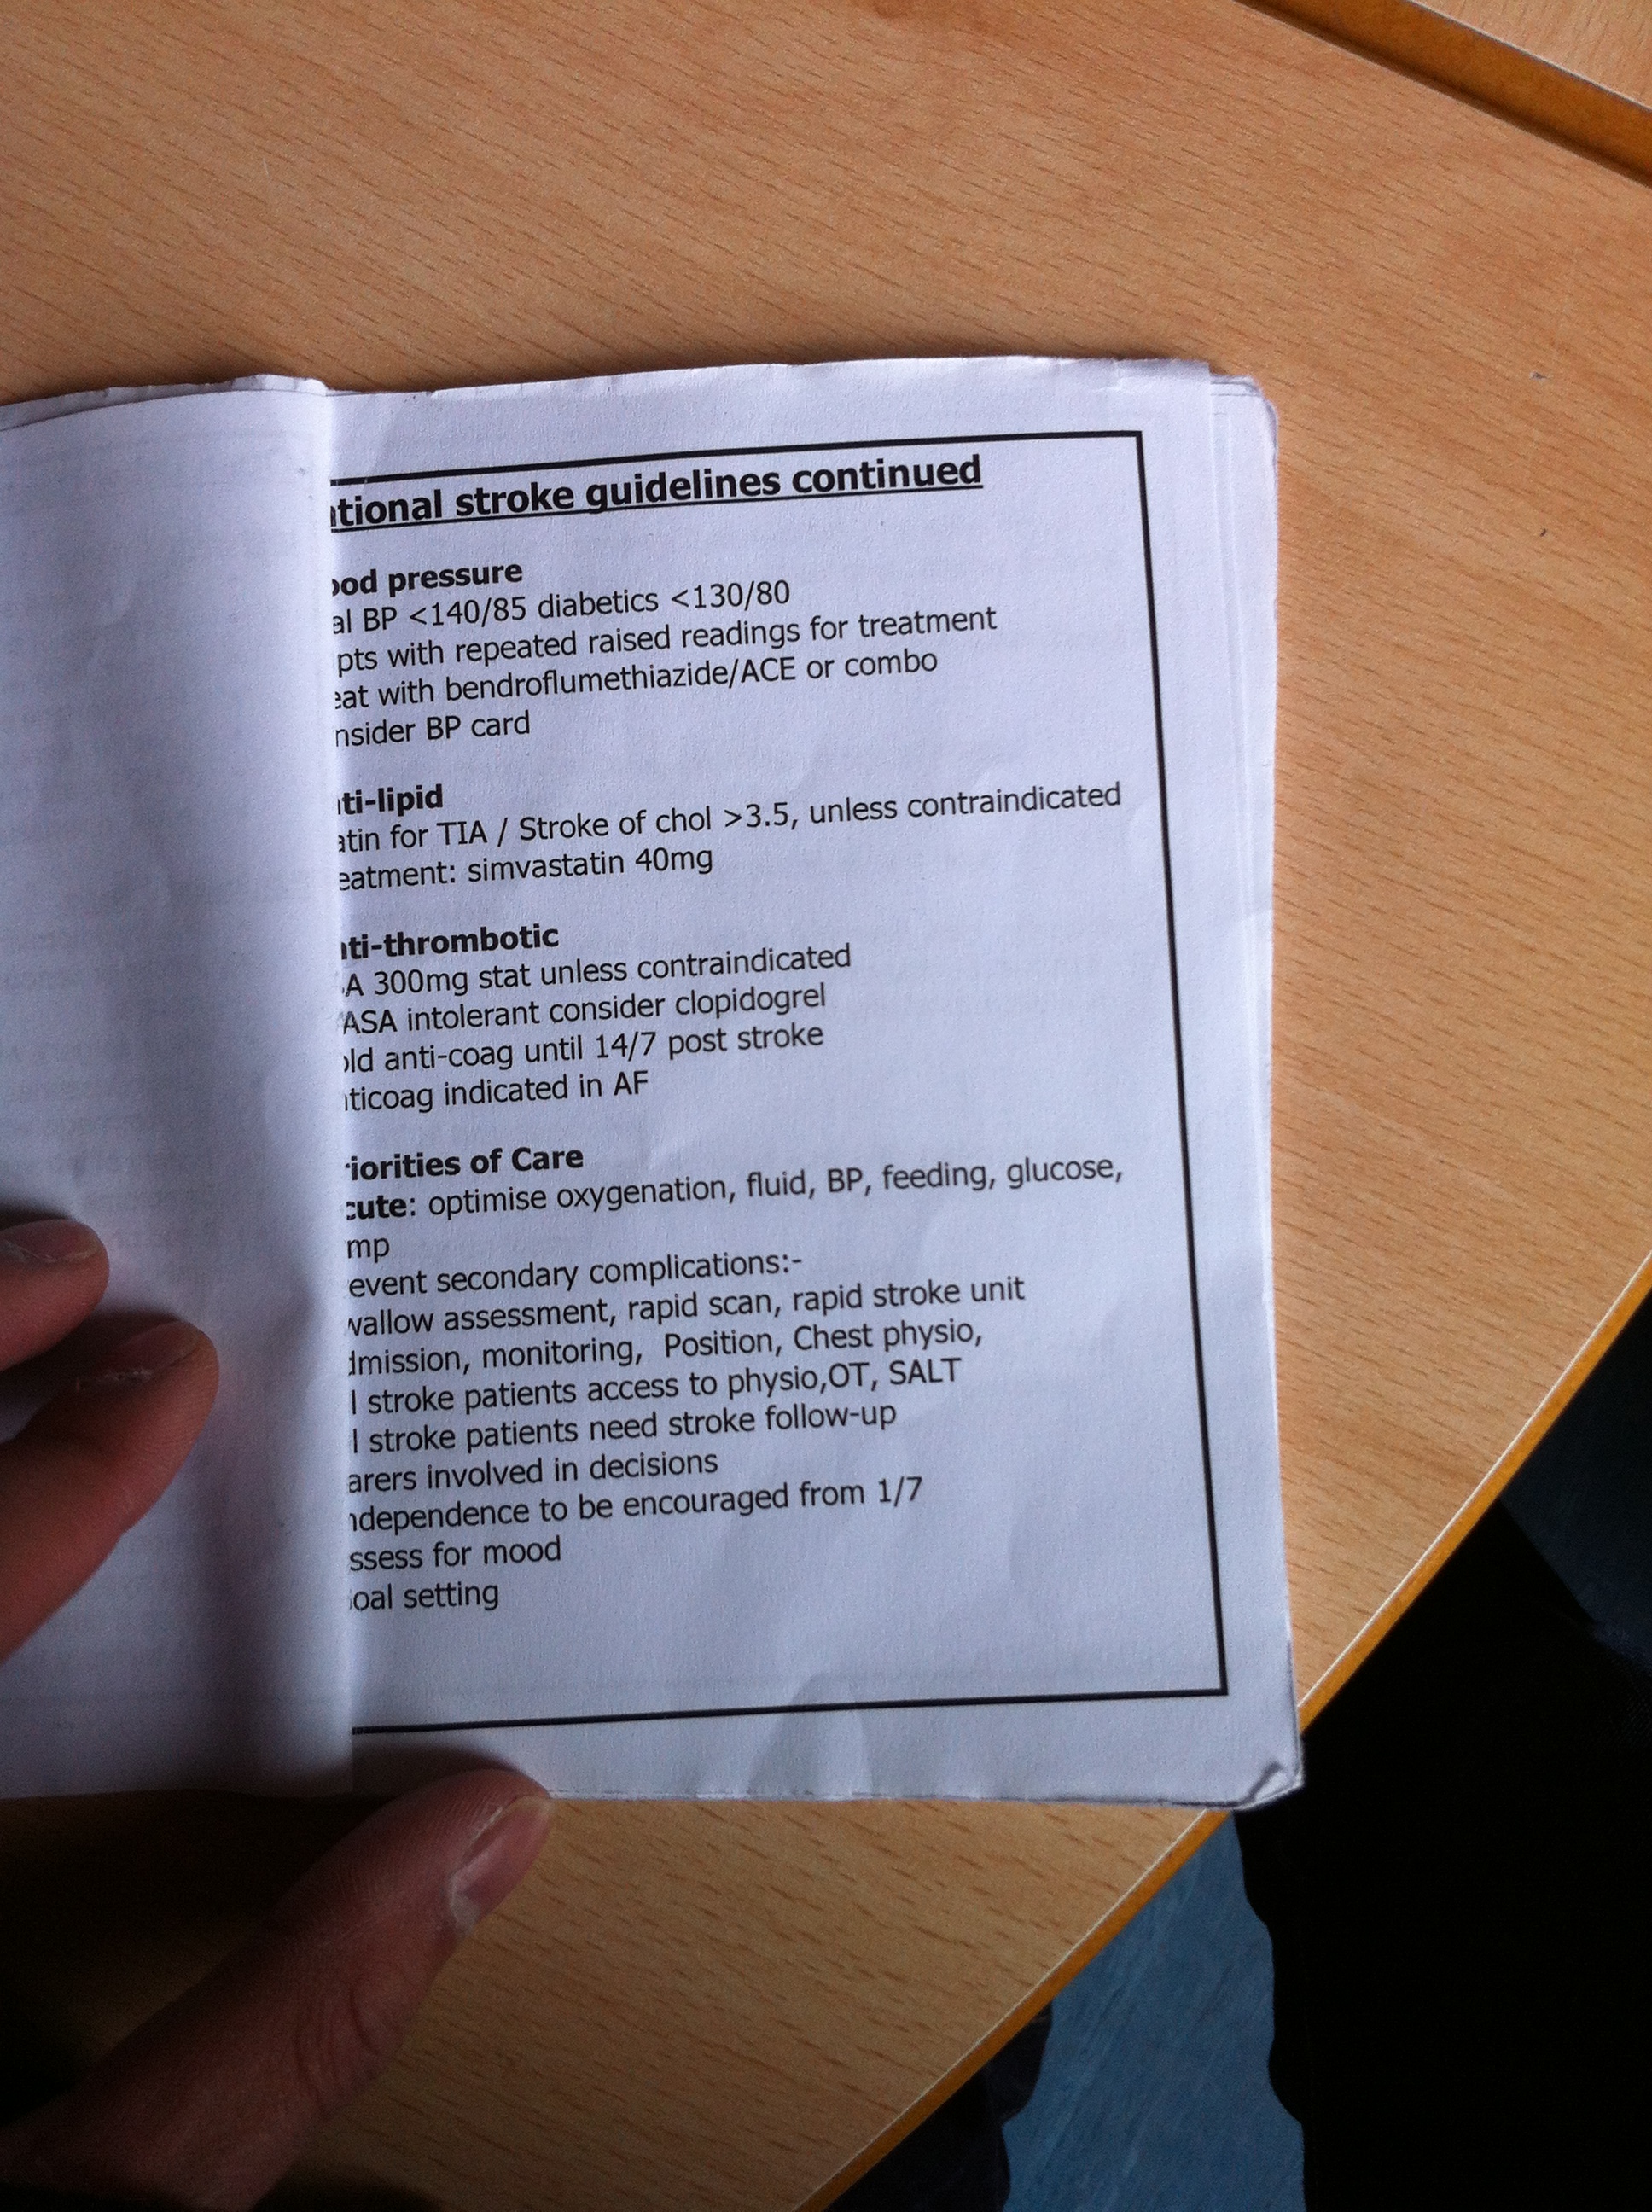 tional stroke guidelines continued
ood pressure
al BP <140/85 diabetics <130/80
pts with repeated raised readings for treatment
eat with bendroflumethiazide/ACE or combo
nsider BP card
ti-lipid
atin for TIA / Stroke of chol >3.5, unless contraindicated
eatment: simvastatin 40mg
ti-thrombotic
A 300mg stat unless contraindicated
ASA intolerant consider clopidogrel
old anti-coag until 14/7 post stroke
ticoag indicated in AF
riorities of Care
cute: optimise oxygenation, fluid, BP, feeding, glucose,
mp
event secondary complications:-
wallow assessment, rapid scan, rapid stroke unit
dmission, monitoring, Position, Chest physio,
l stroke patients access to physio,OT, SALT
l stroke patients need stroke follow-up
arers involved in decisions
ndependence to be encouraged from 1/7
ssess for mood
oal setting